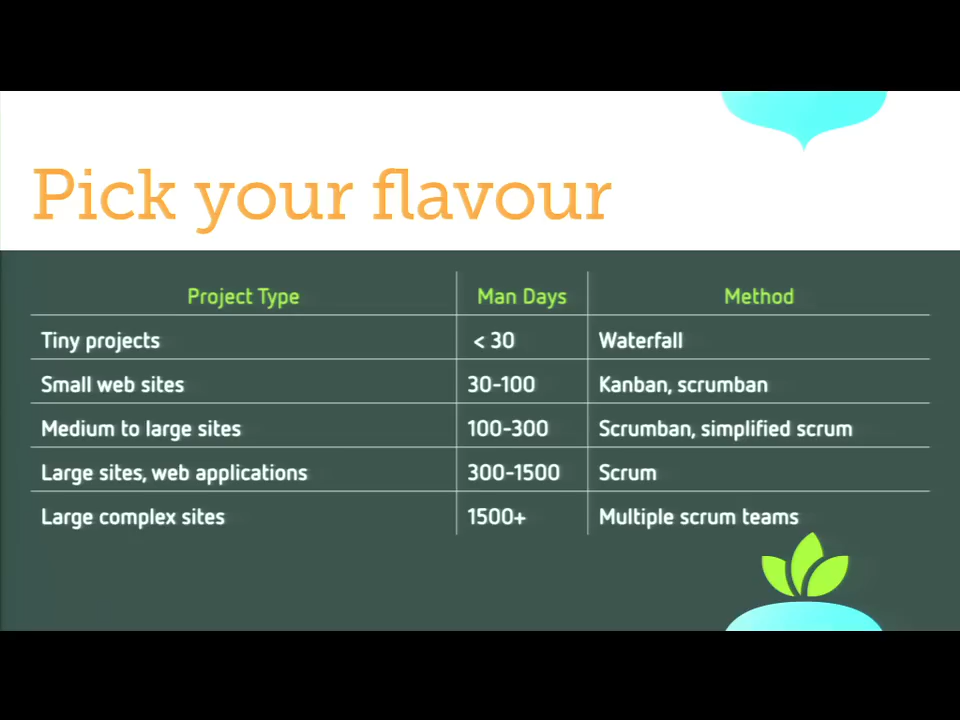 Pick your flavour
Project Type Man Days Method
Tiny projects < 30 Waterfall
Small web sites 30-100 Kanban, scrumban
Medium to large sites 100-300 Scrumban, simplified scrum
Large sites, web applications 300-1500 Scrum
Large complex sites 1500+ Multiple scrum teams